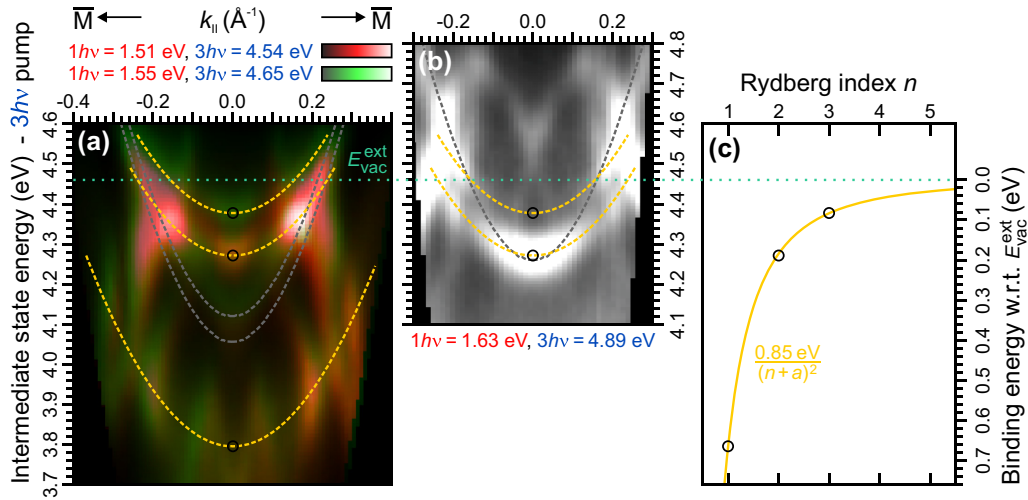 M̅ k|| (Å⁻¹) M̅
1hν = 1.51 eV, 3hν = 4.54 eV
1hν = 1.55 eV, 3hν = 4.65 eV
-0.4 -0.2 0.0 0.2
Intermediate state energy (eV) - 3hν pump
4.6
4.5
4.4
4.3
4.2
4.1
4.0
3.9
3.8
3.7
(a)
E_vac^ext
-0.2 0.0 0.2
(b)
4.8
4.7
4.6
4.5
4.4
4.3
4.2
4.1
1hν = 1.63 eV, 3hν = 4.89 eV
Rydberg index n
1 2 3 4 5
(c)
0.85 eV
(n+a)²
0.0
0.1
0.2
0.3
0.4
0.5
0.6
0.7
Binding energy w.r.t. E_vac^ext (eV)